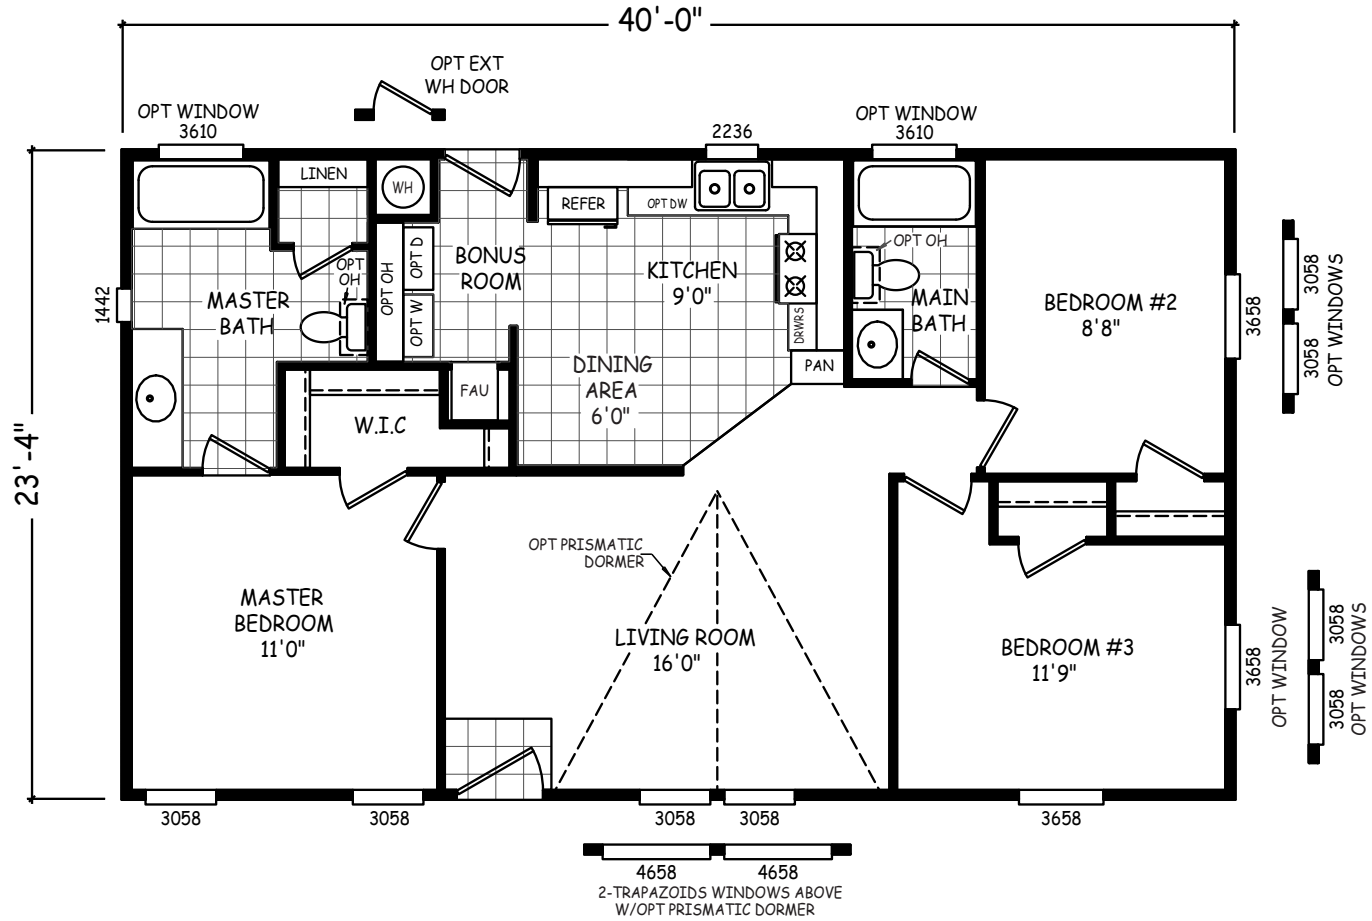 40'-0"
OPT EXT
WH DOOR
OPT WINDOW
3610
2236
OPT WINDOW
3610
LINEN
WH
REFER
OPT DW
OPT OH
OPT D
OPT W
OPT OH
BONUS
ROOM
KITCHEN
9'0"
OPT
OH
MASTER
BATH
1442
MAIN
BATH
DRWRS
PAN
BEDROOM #2
8'8"
3658
3058
3058
OPT WINDOWS
DINING
AREA
6'0"
FAU
W.I.C
23'-4"
OPT PRISMATIC
DORMER
MASTER
BEDROOM
11'0"
LIVING ROOM
16'0"
BEDROOM #3
11'9"
3658
OPT WINDOW
3058
3058
OPT WINDOWS
3058
3058
3058
3058
3658
4658
4658
2-TRAPAZOIDS WINDOWS ABOVE
W/OPT PRISMATIC DORMER